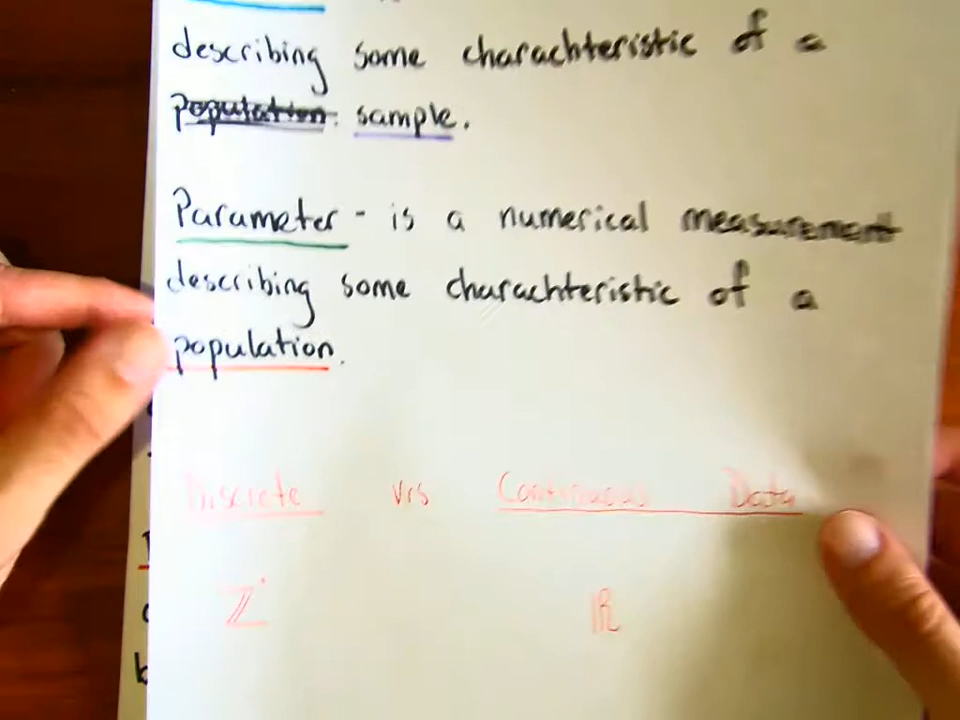 describing some charachteristic of a
population. sample.
Parameter - is a numerical measurement
describing some charachteristic of a
population.
Discrete vrs Continuous Data
ℤ ℝ